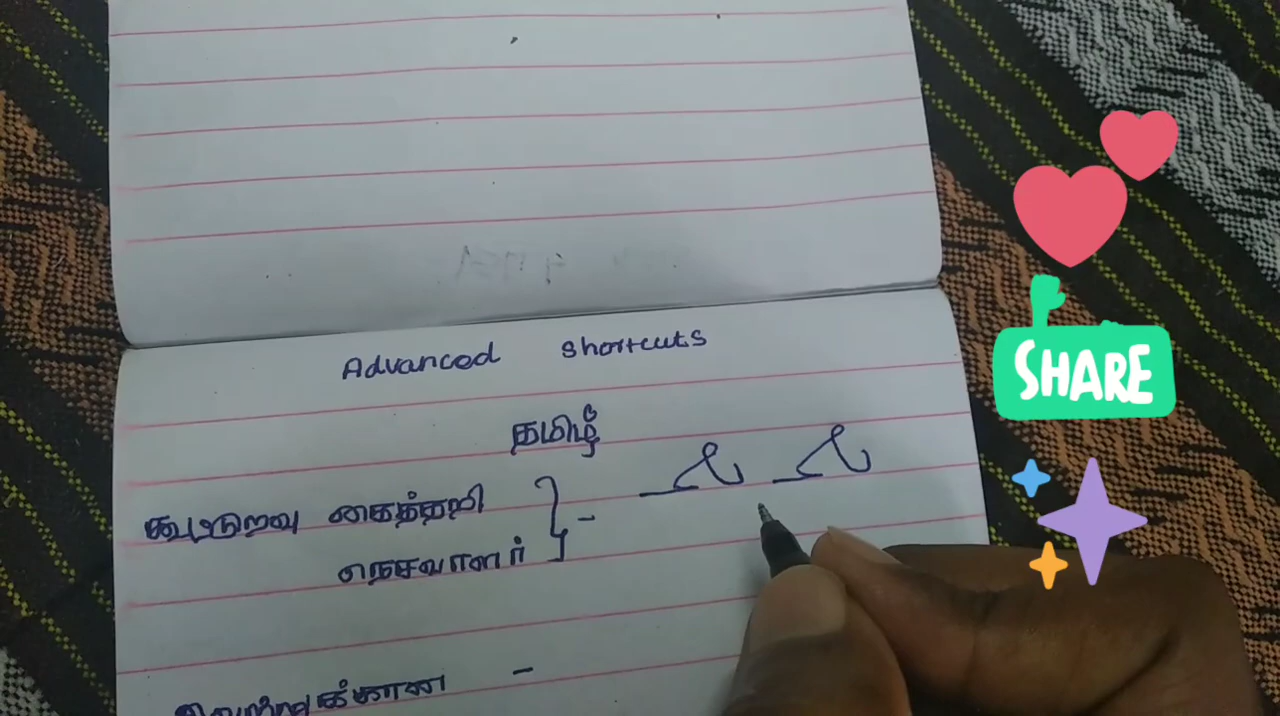 Advanced Shortcuts
தமிழ்
கூட்டுறவு கைத்தறி
நெசவாளர் } -
SHARE